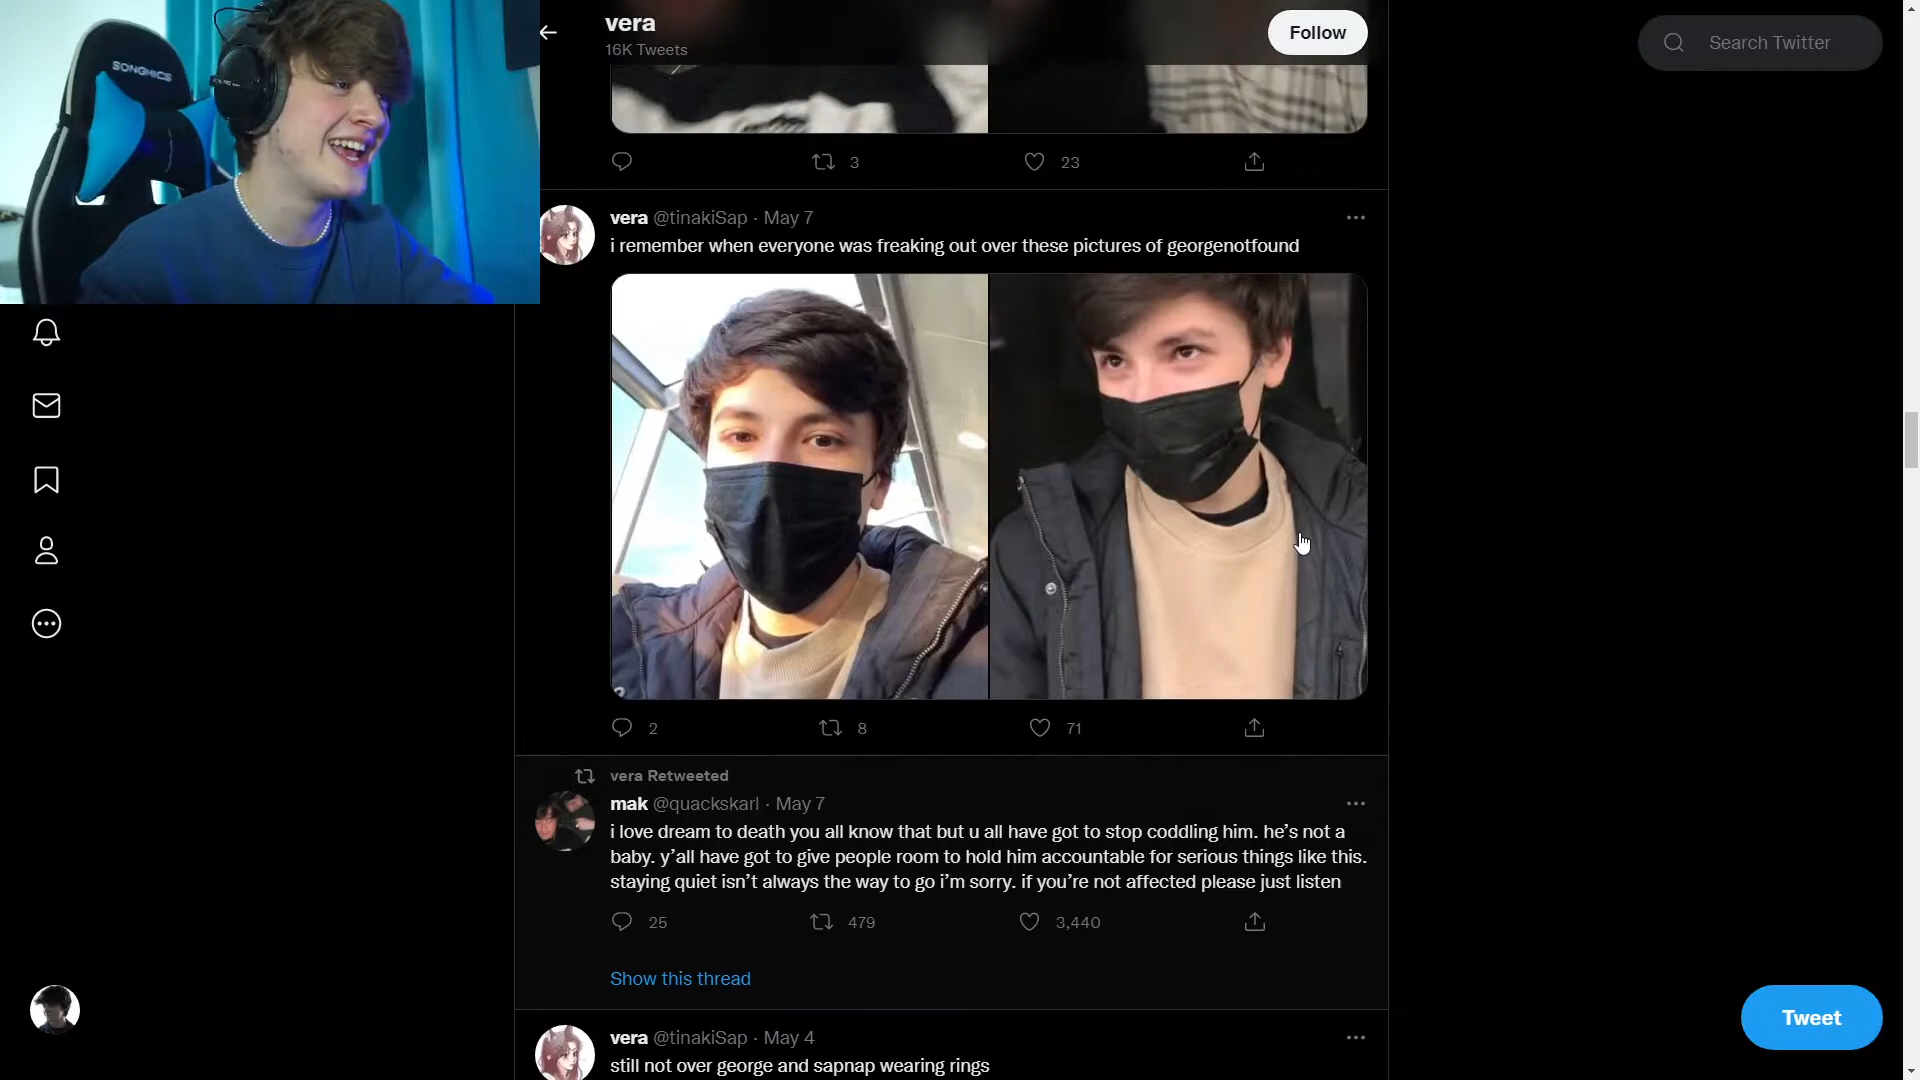 SONGMICS
vera
16K Tweets
Follow
Search Twitter
3
23
vera @tinakiSap · May 7
i remember when everyone was freaking out over these pictures of georgenotfound
2
8
71
vera Retweeted
mak @quackskarl · May 7
i love dream to death you all know that but u all have got to stop coddling him. he’s not a
baby. y’all have got to give people room to hold him accountable for serious things like this.
staying quiet isn’t always the way to go i’m sorry. if you’re not affected please just listen
25
479
3,440
Show this thread
Tweet
vera @tinakiSap · May 4
still not over george and sapnap wearing rings